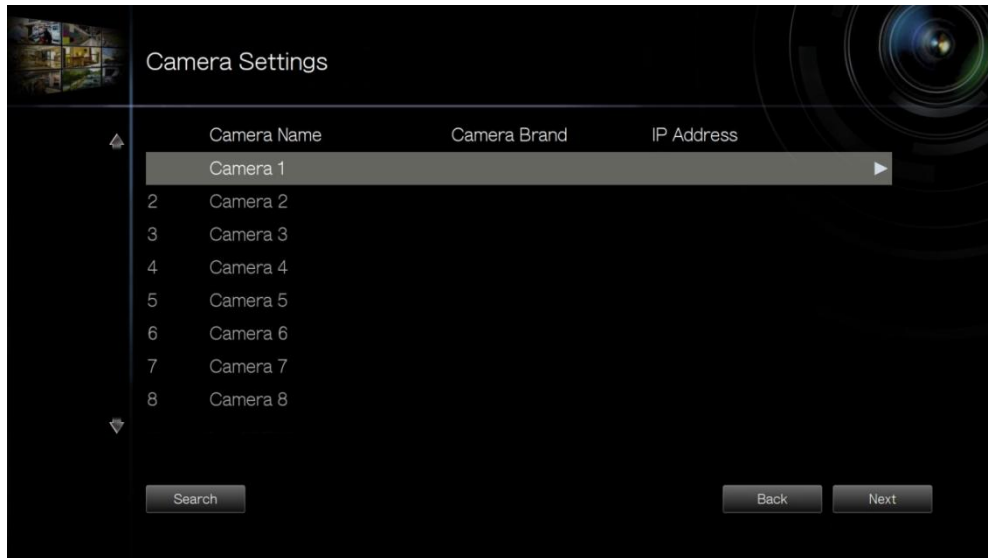 Camera Settings
Camera Name Camera Brand IP Address
Camera 1
2 Camera 2
3 Camera 3
4 Camera 4
5 Camera 5
6 Camera 6
7 Camera 7
8 Camera 8
Search Back Next